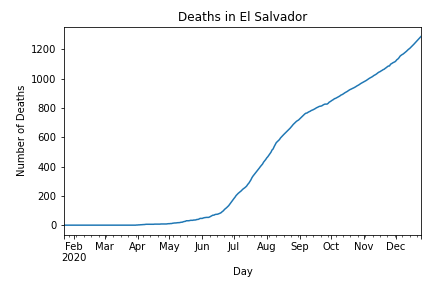 Deaths in El Salvador
Number of Deaths
1200
1000
800
600
400
200
0
Feb Mar Apr May Jun Jul Aug Sep Oct Nov Dec
2020
Day